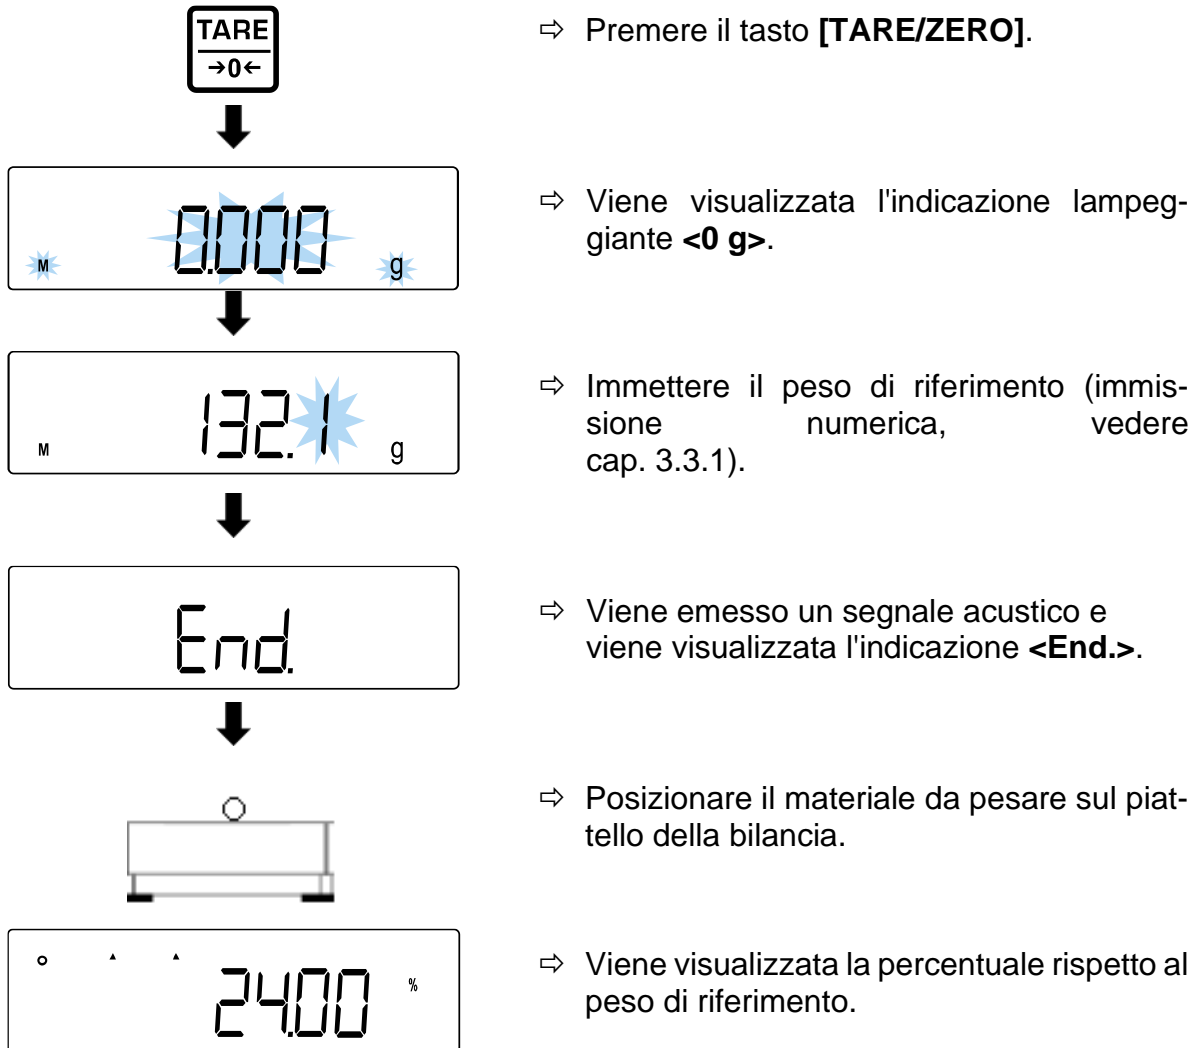 TARE
→0←
⇨ Premere il tasto [TARE/ZERO].
0.000
M
g
⇨ Viene visualizzata l'indicazione lampeg-
giante <0 g>.
132.1
M
g
⇨ Immettere il peso di riferimento (immis-
sione numerica, vedere
cap. 3.3.1).
End.
⇨ Viene emesso un segnale acustico e
viene visualizzata l'indicazione <End.>.
⇨ Posizionare il materiale da pesare sul piat-
tello della bilancia.
24.00 %
⇨ Viene visualizzata la percentuale rispetto al
peso di riferimento.